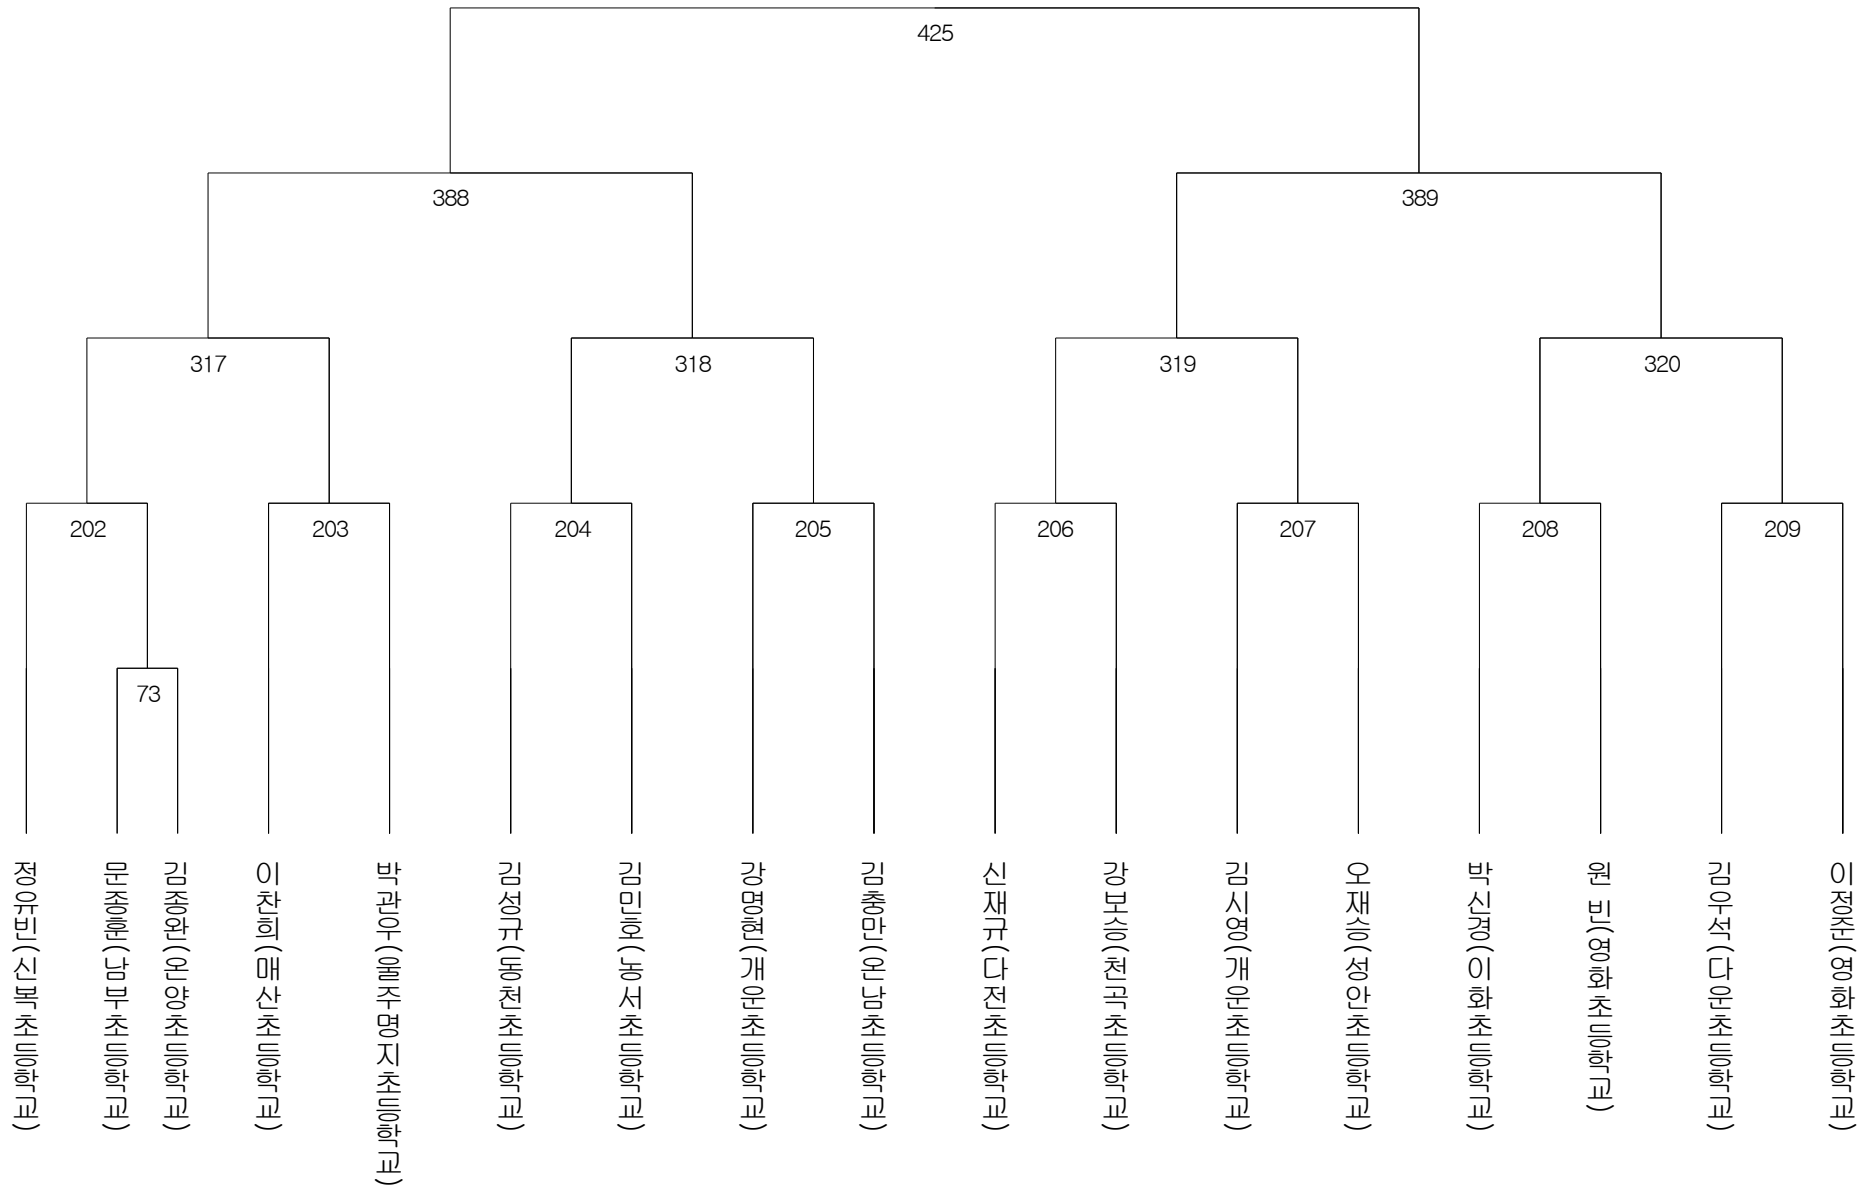 425
388
389
317
318
319
320
202
203
204
205
206
207
208
209
73
정유빈(신복초등학교)
문종훈(남부초등학교)
김종완(온양초등학교)
이찬희(매산초등학교)
박관우(울주명지초등학교)
김성규(동천초등학교)
김민호(농서초등학교)
강명현(개운초등학교)
김충만(온남초등학교)
신재규(다전초등학교)
강보승(천곡초등학교)
김시영(개운초등학교)
오재승(성안초등학교)
박신경(이화초등학교)
원 빈(영화초등학교)
김우석(다운초등학교)
이정준(영화초등학교)